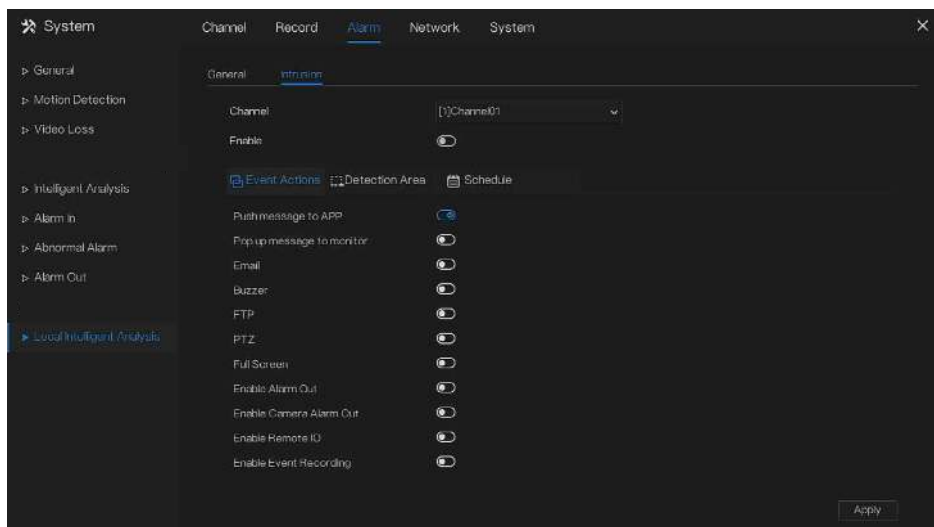 System
Channel Record Alarm Network System
General
Motion Detection
Video Loss
Intelligent Analysis
Alarm In
Abnormal Alarm
Alarm Out
Local Intelligent Analysis
General Intrusion
Channel [1]Channel01
Enable
Event Actions Detection Area Schedule
Push message to APP
Pop up message to monitor
Email
Buzzer
FTP
PTZ
Full Screen
Enable Alarm Out
Enable Camera Alarm Out
Enable Remote IO
Enable Event Recording
Apply